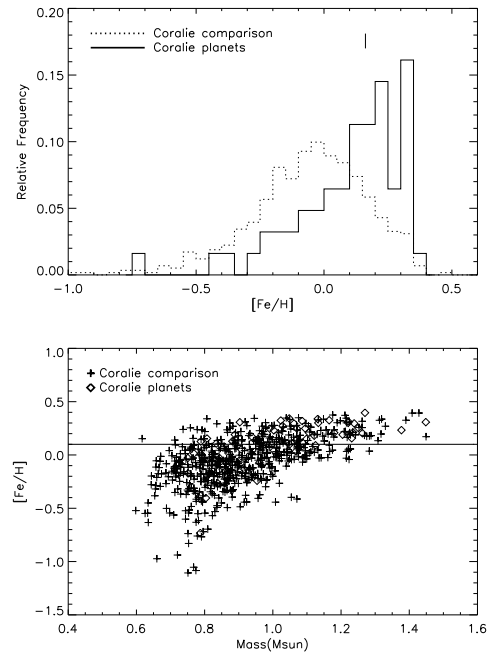 0.20
0.15
0.10
0.05
0.00
Relative Frequency
Coralie comparison
Coralie planets
-1.0 -0.5 0.0 0.5
[Fe/H]
1.0
0.5
0.0
-0.5
-1.0
-1.5
[Fe/H]
Coralie comparison
Coralie planets
0.4 0.6 0.8 1.0 1.2 1.4 1.6
Mass(Msun)